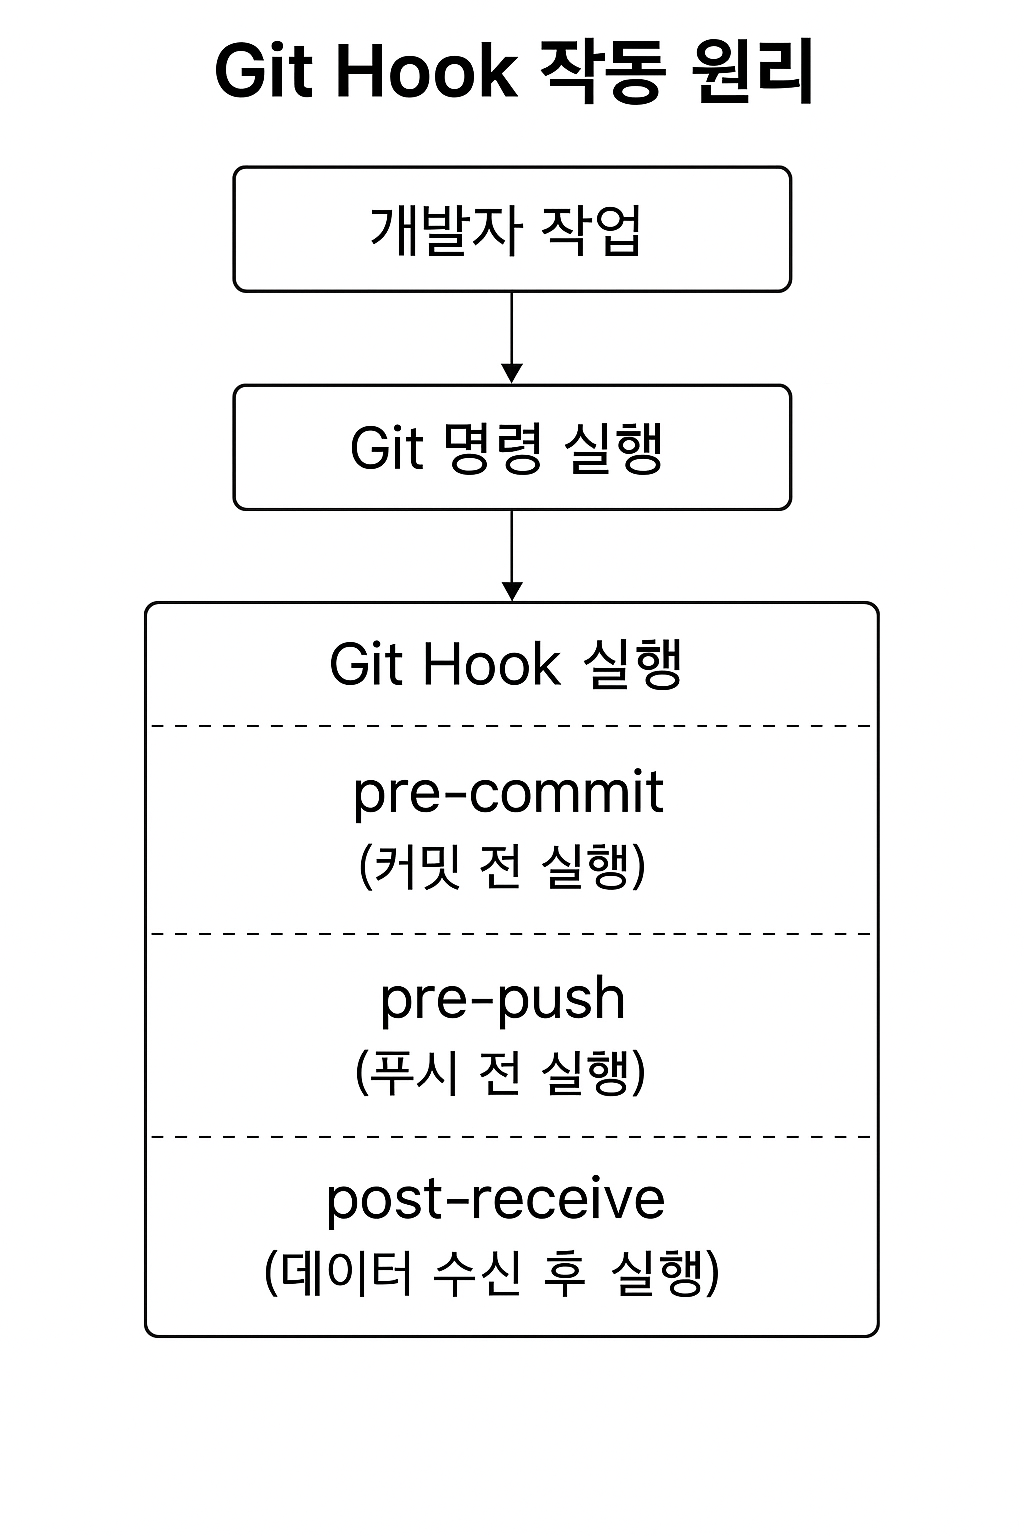 Git Hook 작동 원리
개발자 작업
Git 명령 실행
Git Hook 실행
pre-commit
(커밋 전 실행)
pre-push
(푸시 전 실행)
post-receive
(데이터 수신 후 실행)